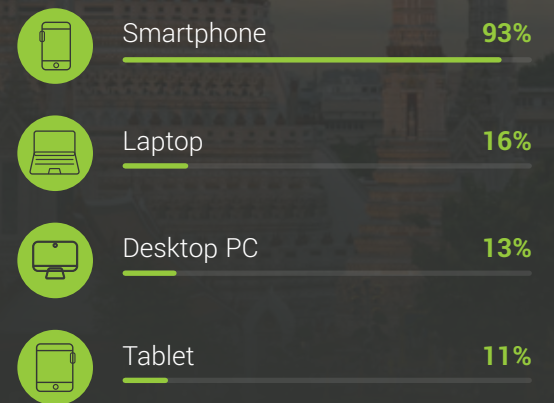 Smartphone 93%
Laptop 16%
Desktop PC 13%
Tablet 11%